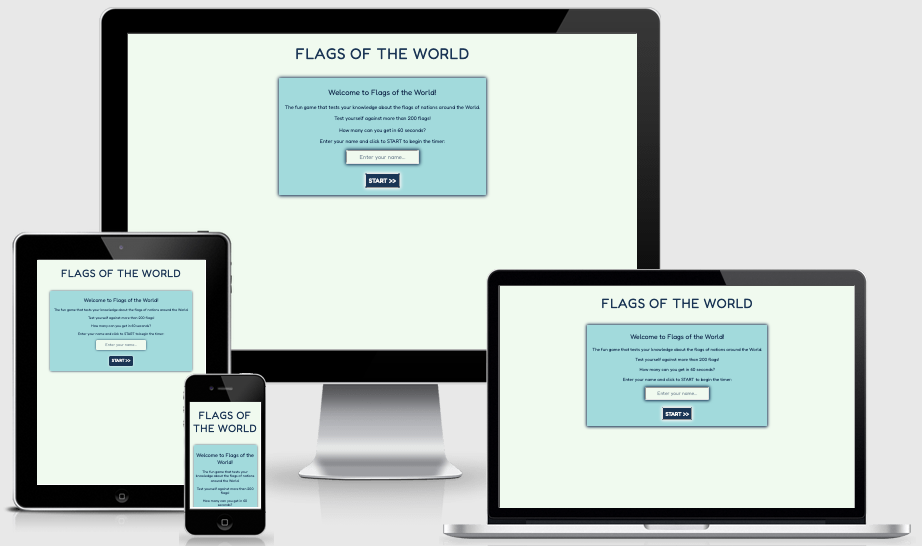 FLAGS OF THE WORLD
Welcome to Flags of the World!
The fun game that tests your knowledge about the flags of nations around the World.
Test yourself against more than 200 flags!
How many can you get in 60 seconds?
Enter your name and click to START to begin the timer:
Enter your name...
START >>
FLAGS OF THE WORLD
Welcome to Flags of the World!
The fun game that tests your knowledge about the flags of nations around the World.
Test yourself against more than 200 flags!
How many can you get in 60 seconds?
Enter your name and click to START to begin the timer:
Enter your name...
START >>
FLAGS OF
THE WORLD
Welcome to Flags of the
World!
The fun game that tests your
knowledge about the flags of nations
around the World.
Test yourself against more than 200
flags!
How many can you get in 60
seconds?
FLAGS OF THE WORLD
Welcome to Flags of the World!
The fun game that tests your knowledge about the flags of nations around the World.
Test yourself against more than 200 flags!
How many can you get in 60 seconds?
Enter your name and click to START to begin the timer:
Enter your name...
START >>